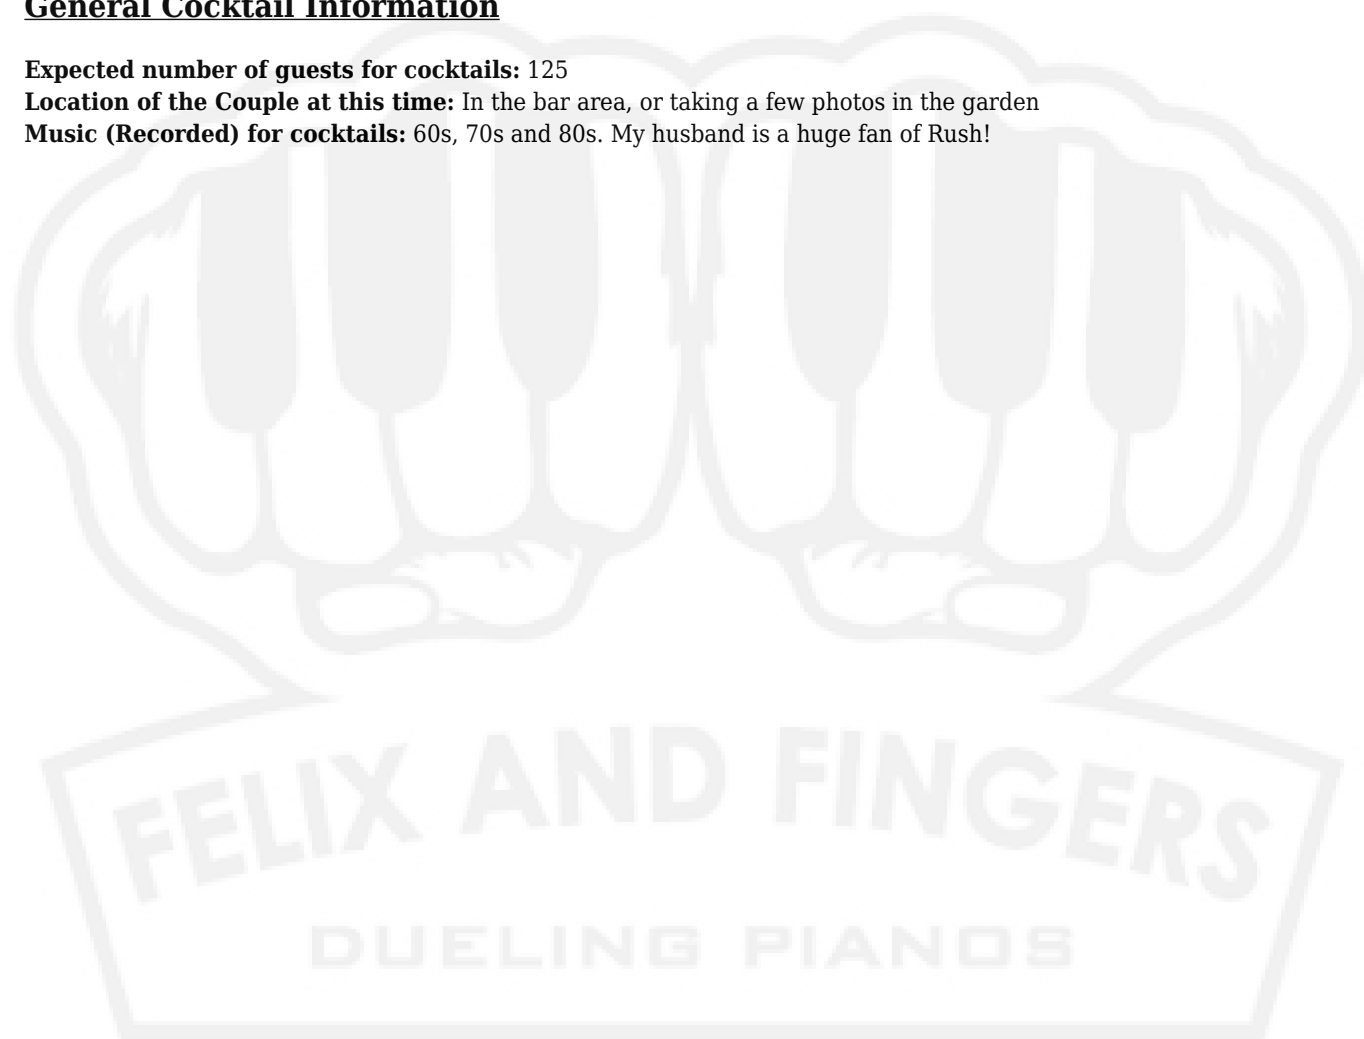 General Cocktail Information
Expected number of guests for cocktails: 125
Location of the Couple at this time: In the bar area, or taking a few photos in the garden
Music (Recorded) for cocktails: 60s, 70s and 80s. My husband is a huge fan of Rush!
FELIX AND FINGERS
DUELING PIANOS